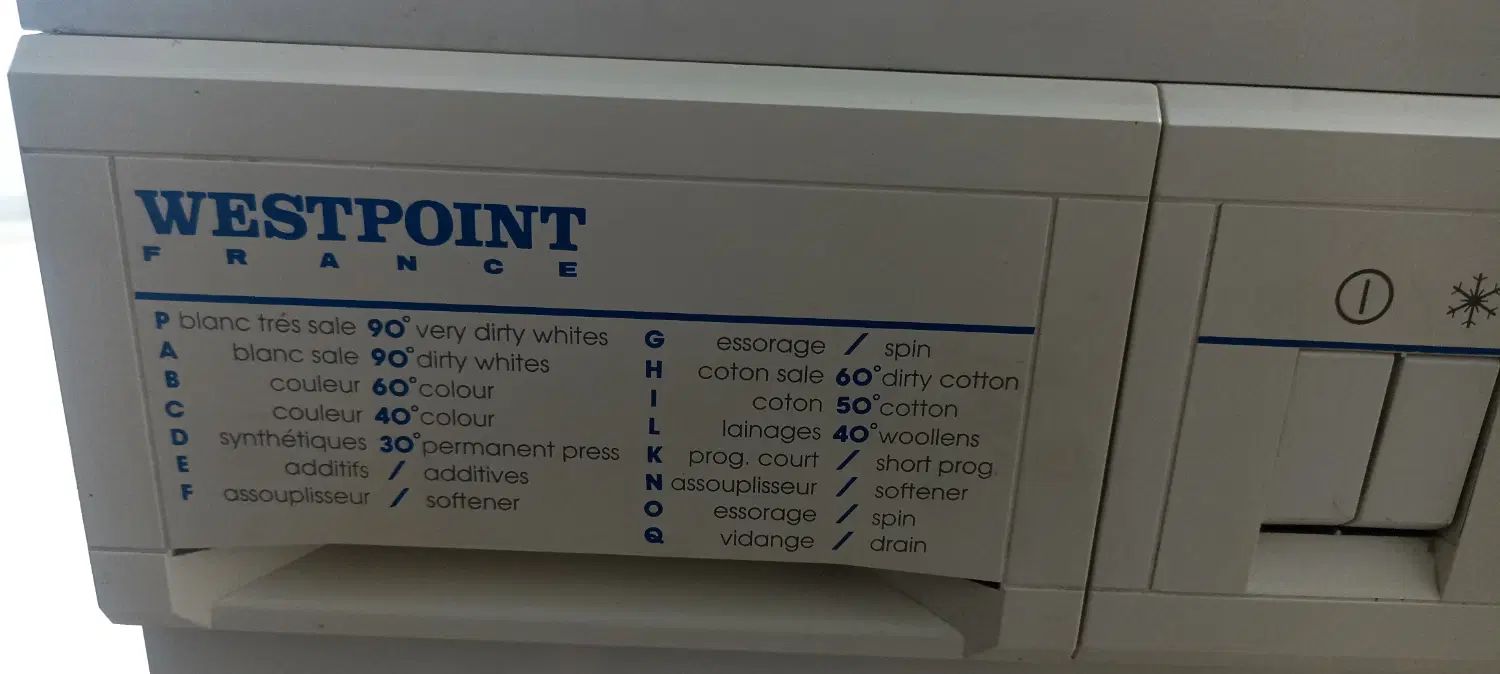 WESTPOINT
FRANCE
P blanc trés sale 90° very dirty whites
A blanc sale 90° dirty whites
B couleur 60° colour
C couleur 40° colour
D synthétiques 30° permanent press
E additifs / additives
F assouplisseur / softener
G essorage / spin
H coton sale 60° dirty cotton
I coton 50° cotton
L lainages 40° woollens
K prog. court / short prog.
N assouplisseur / softener
O essorage / spin
Q vidange / drain